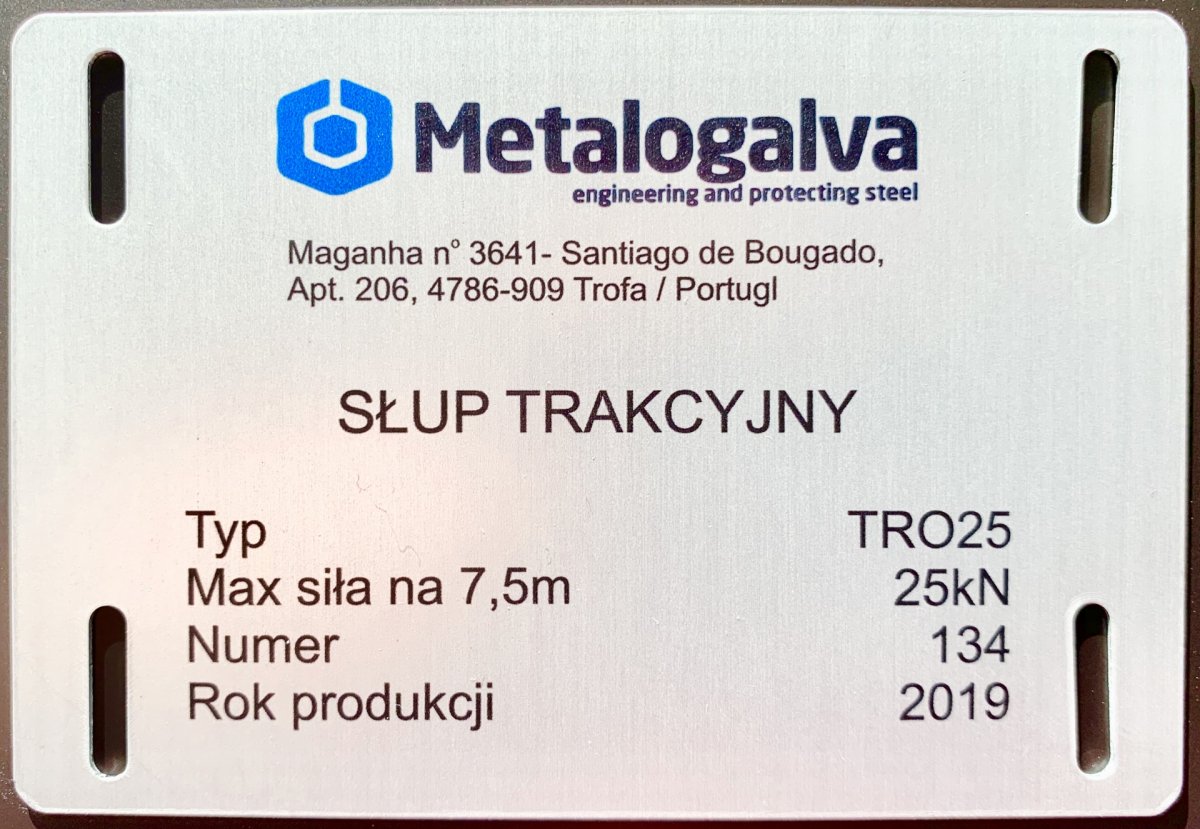 Metalogalva
engineering and protecting steel
Maganha nº 3641- Santiago de Bougado,
Apt. 206, 4786-909 Trofa / Portugl
SŁUP TRAKCYJNY
Typ TRO25
Max siła na 7,5m 25kN
Numer 134
Rok produkcji 2019